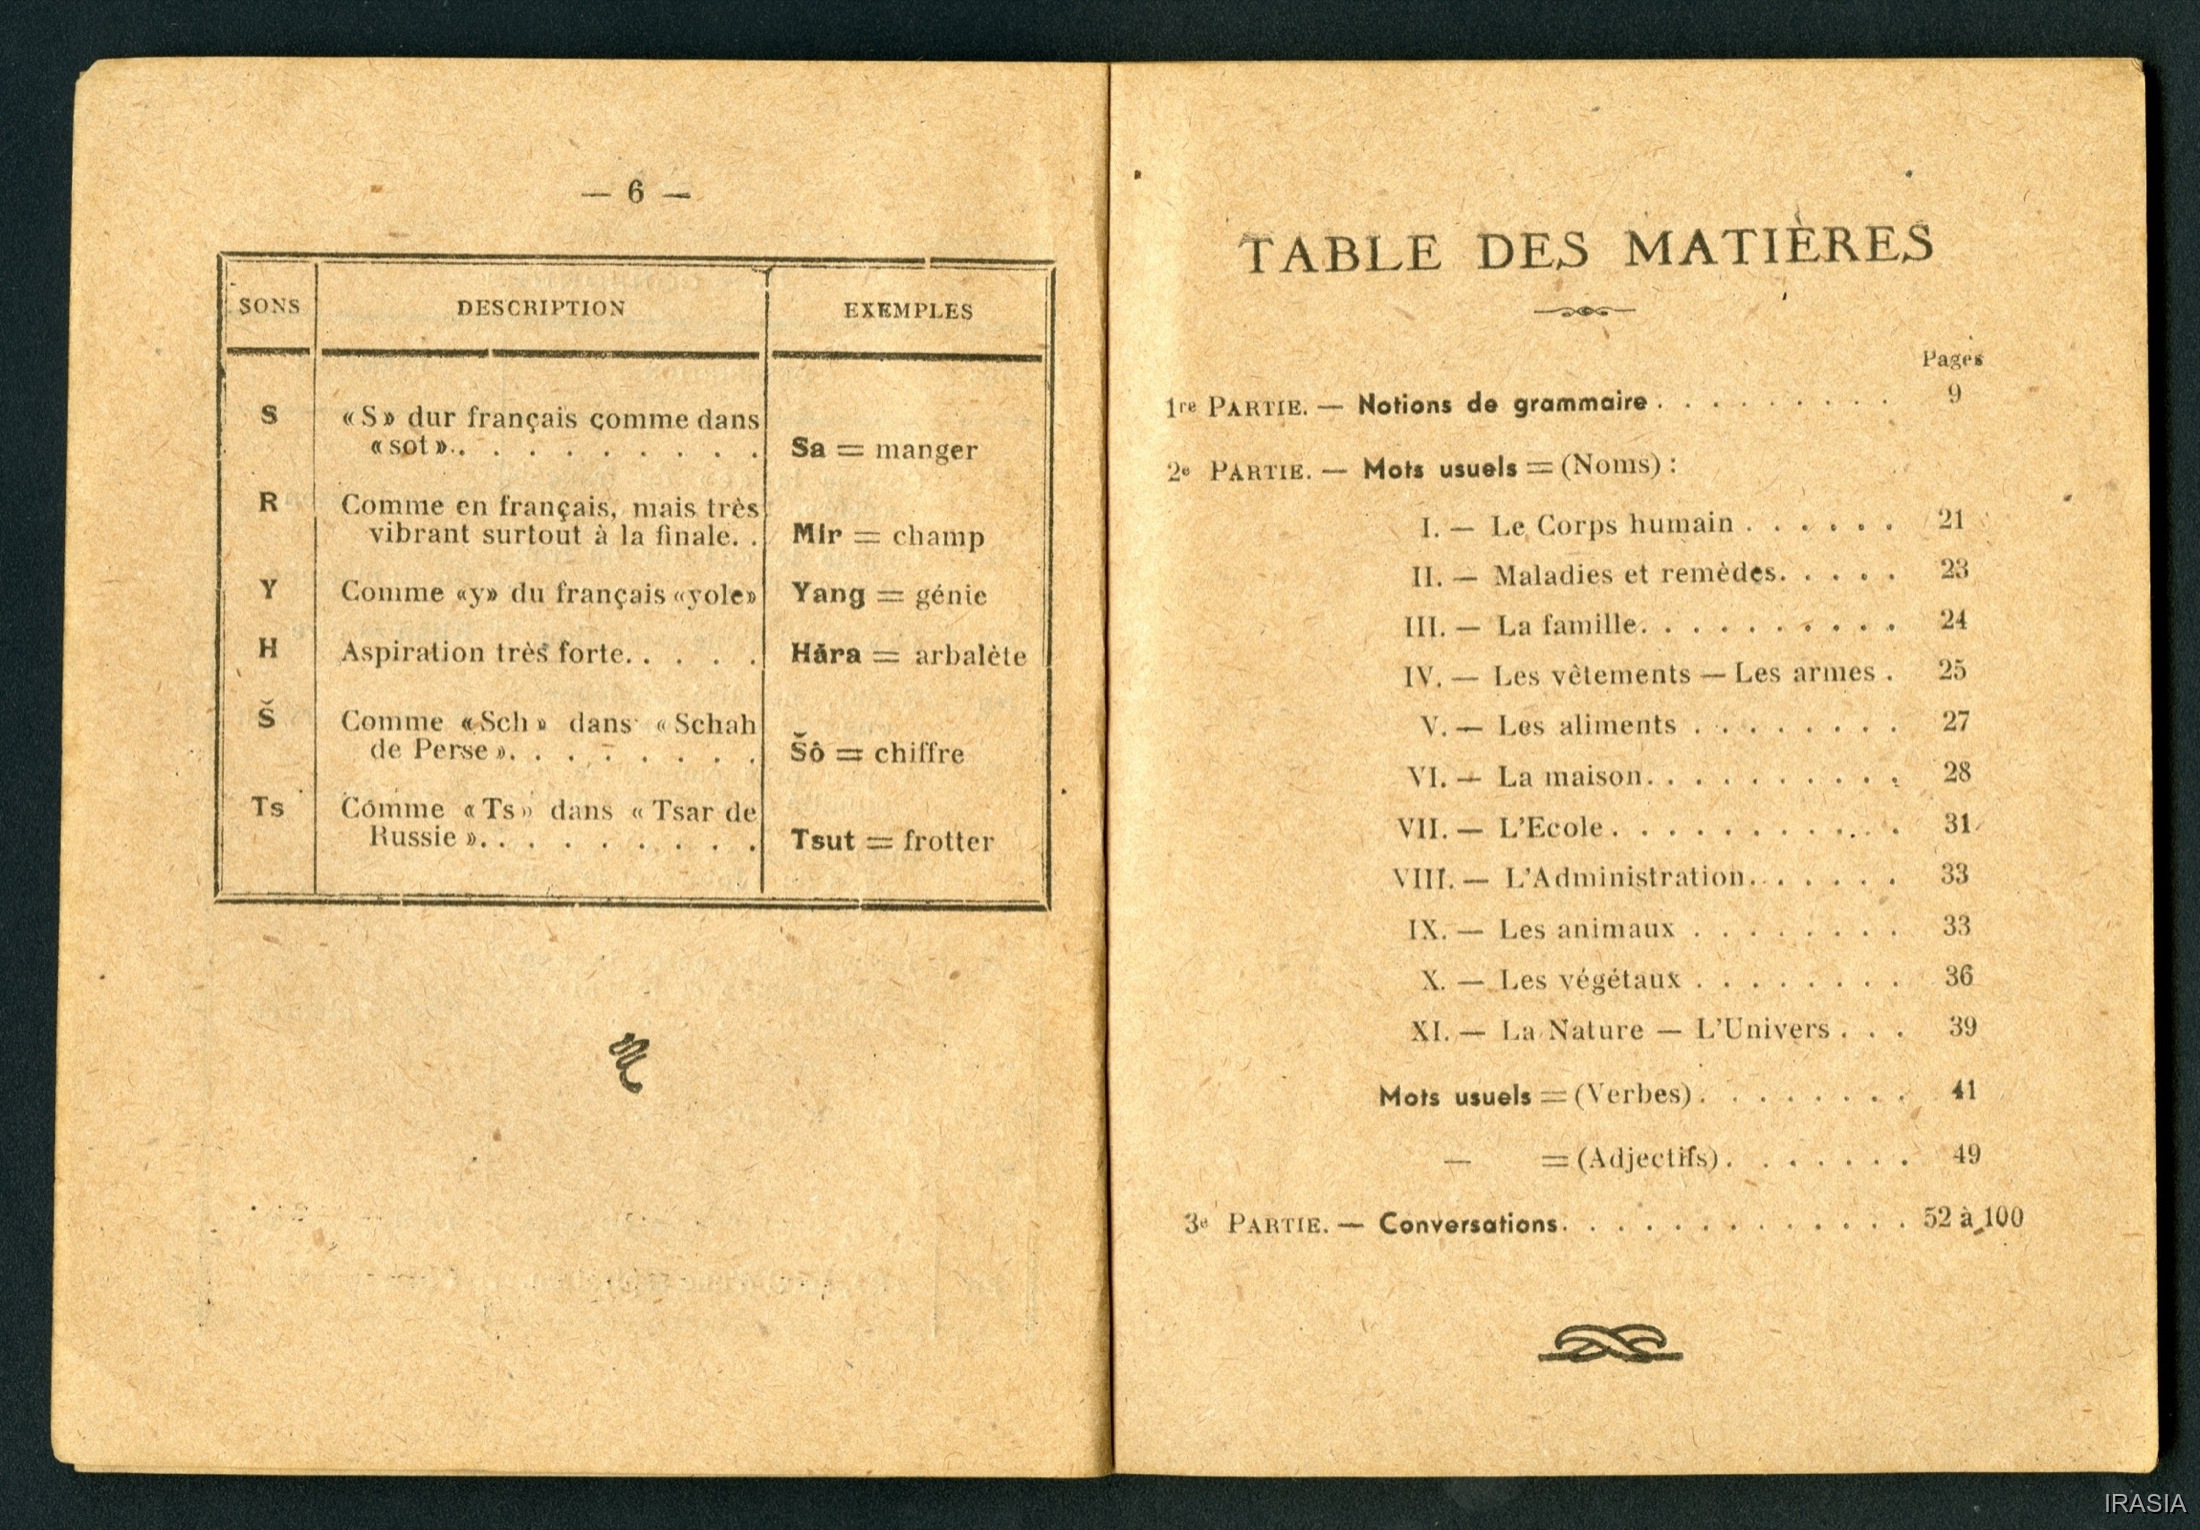 — 6 —
SONS DESCRIPTION EXEMPLES
S «S» dur français comme dans
«sot». . . . . . . . . . Sa = manger
R Comme en français, mais très
vibrant surtout à la finale. . Mir = champ
Y Comme «y» du français «yole» Yang = génie
H Aspiration très forte. . . . . Hăra = arbalète
Š Comme «Sch» dans «Schah
de Perse». . . . . . . . Šô = chiffre
Ts Comme «Ts» dans «Tsar de
Russie». . . . . . . . . Tsut = frotter
TABLE DES MATIÈRES
Pages
1re PARTIE. — Notions de grammaire . . . . . . . . . 9
2e PARTIE. — Mots usuels = (Noms) :
I. — Le Corps humain . . . . . . 21
II. — Maladies et remèdes. . . . . 23
III. — La famille. . . . . . . . . . 24
IV. — Les vêtements — Les armes . 25
V. — Les aliments . . . . . . . . 27
VI. — La maison. . . . . . . . . . 28
VII. — L'Ecole . . . . . . . . . . . 31
VIII. — L'Administration. . . . . . 33
IX. — Les animaux . . . . . . . . 33
X. — Les végétaux . . . . . . . . 36
XI. — La Nature — L'Univers . . . 39
Mots usuels = (Verbes) . . . . . . . . 41
— = (Adjectifs) . . . . . . . 49
3e PARTIE. — Conversations. . . . . . . . . . . . . 52 à 100
IRASIA